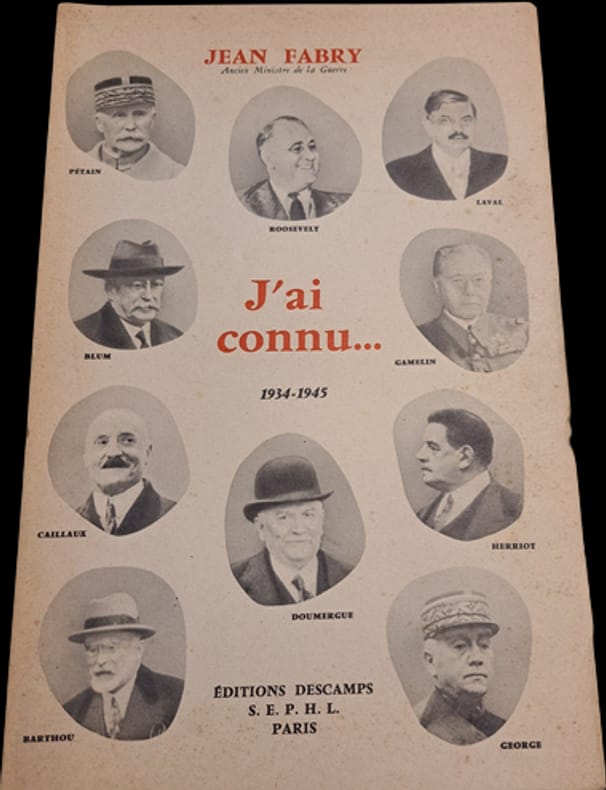 JEAN FABRY
Ancien Ministre de la Guerre
PÉTAIN
ROOSEVELT
LAVAL
J'ai
connu...
BLUM
GAMELIN
1934-1945
CAILLAUX
HERRIOT
DOUMERGUE
ÉDITIONS DESCAMPS
S. E. P. H. L.
PARIS
BARTHOU
GEORGE